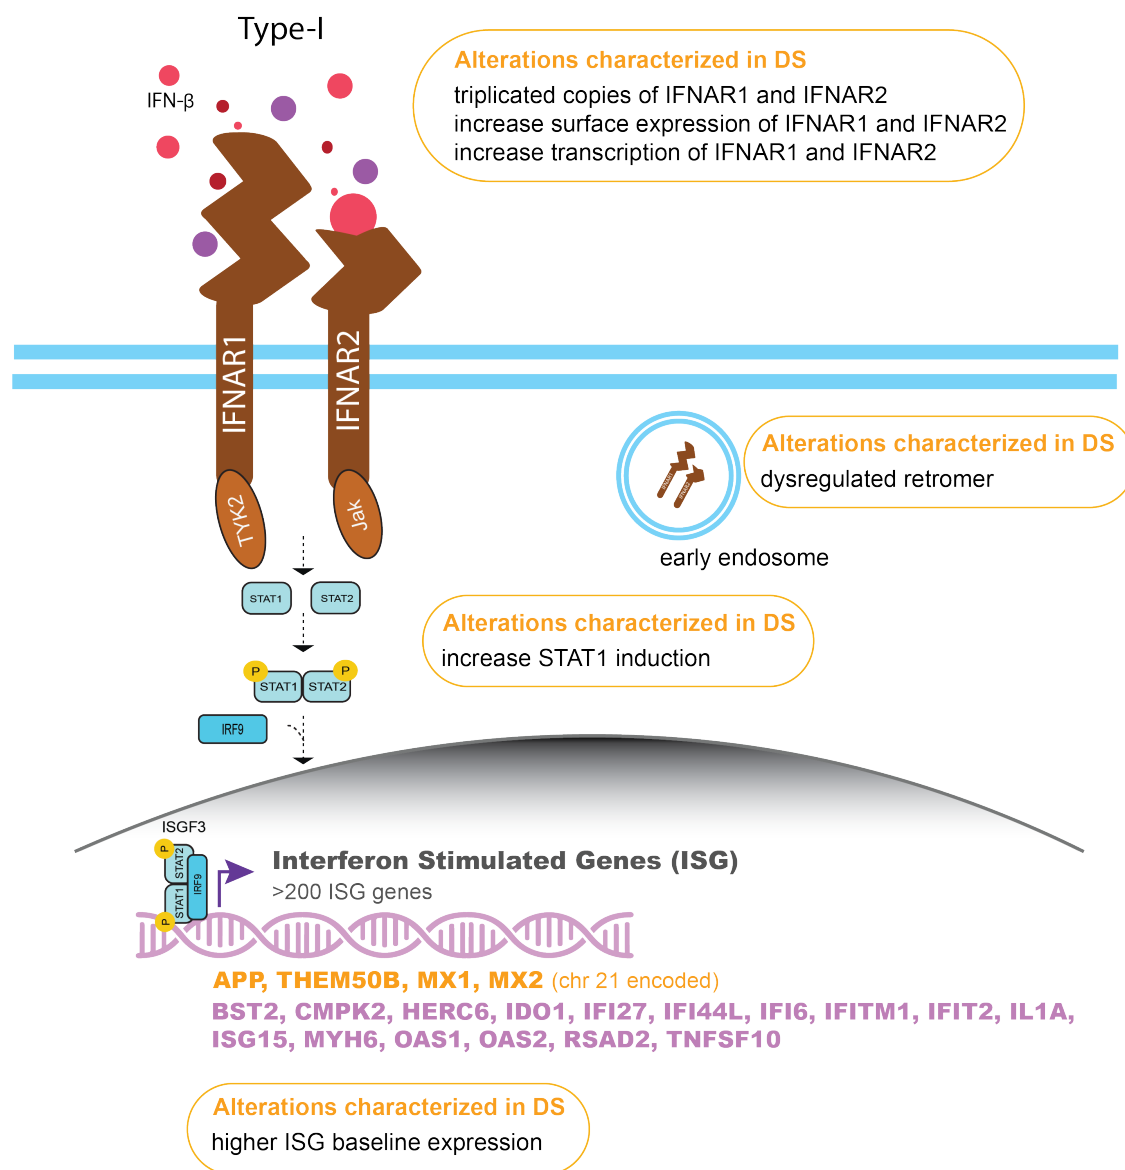 Type-I
IFN-β
Alterations characterized in DS
triplicated copies of IFNAR1 and IFNAR2
increase surface expression of IFNAR1 and IFNAR2
increase transcription of IFNAR1 and IFNAR2
IFNAR1
IFNAR2
TYK2
Jak
IFNAR1
IFNAR2
early endosome
Alterations characterized in DS
dysregulated retromer
STAT1
STAT2
Alterations characterized in DS
increase STAT1 induction
P
P
STAT1
STAT2
IRF9
ISGF3
P
STAT2
STAT1
IRF9
P
Interferon Stimulated Genes (ISG)
>200 ISG genes
APP, THEM50B, MX1, MX2 (chr 21 encoded)
BST2, CMPK2, HERC6, IDO1, IFI27, IFI44L, IFI6, IFITM1, IFIT2, IL1A,
ISG15, MYH6, OAS1, OAS2, RSAD2, TNFSF10
Alterations characterized in DS
higher ISG baseline expression